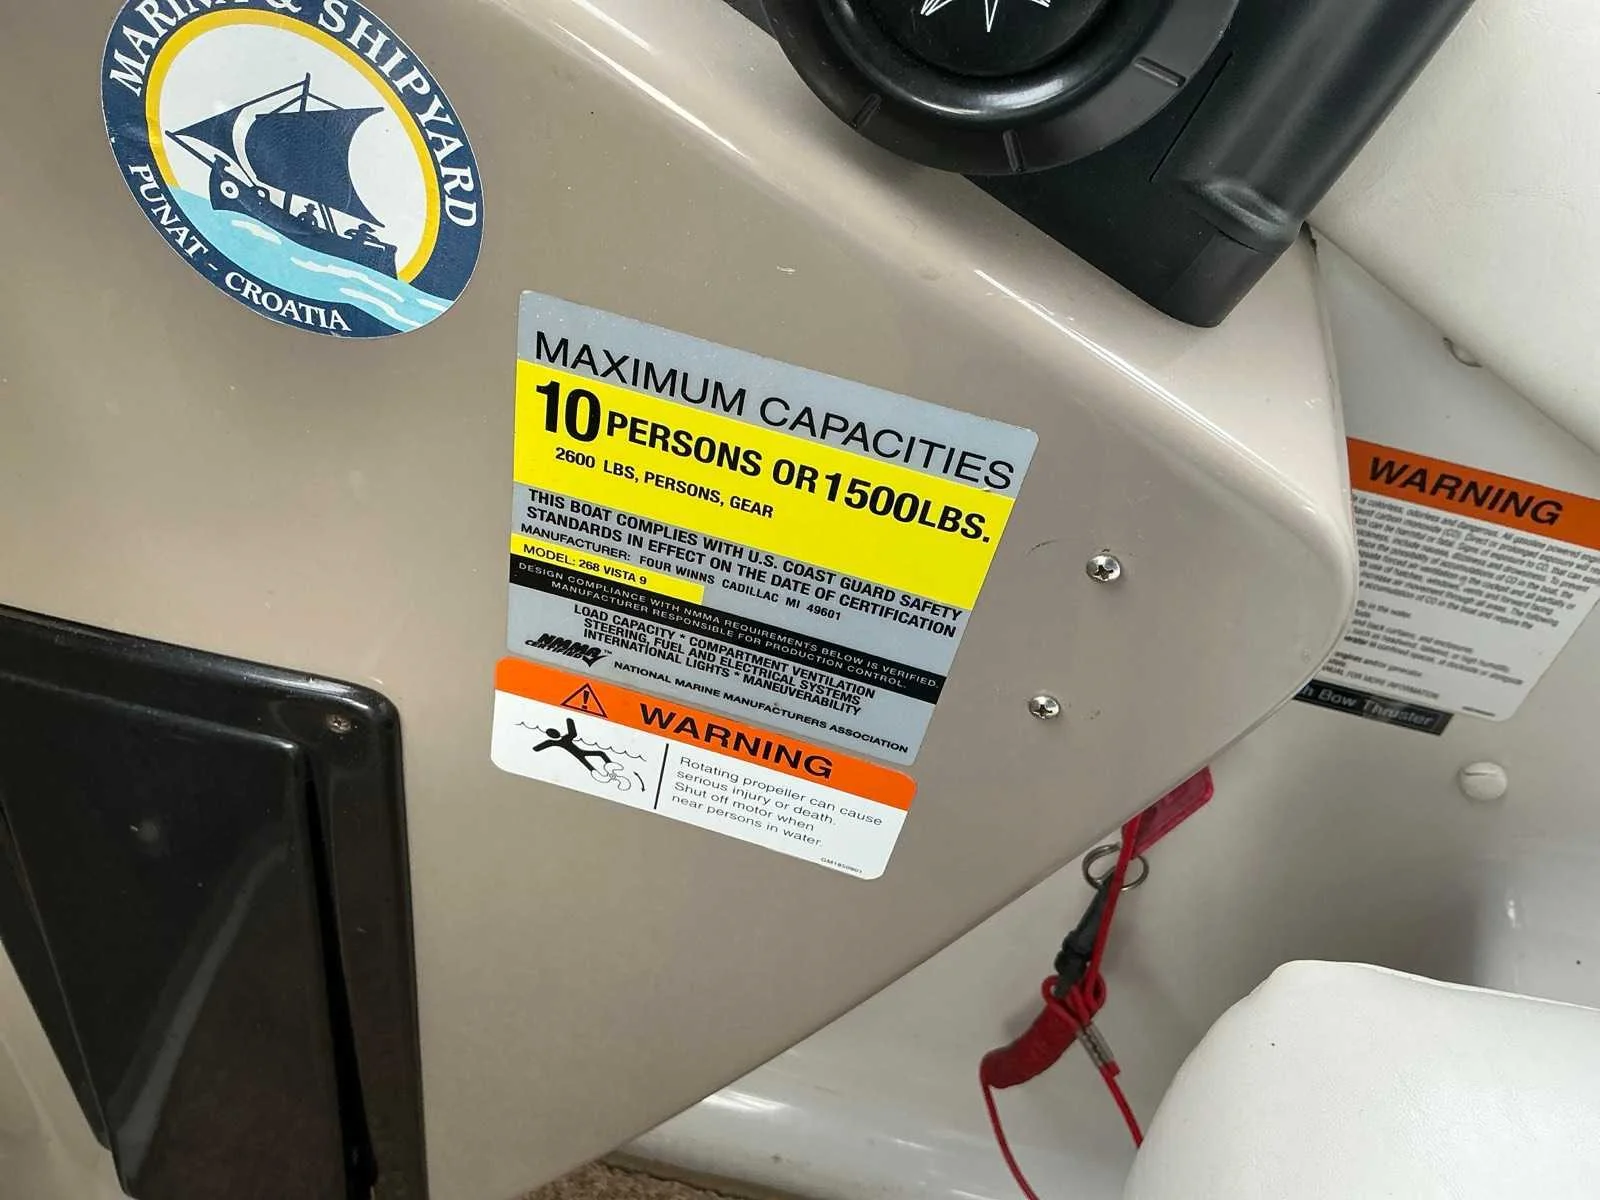 MARINA & SHIPYARD
PUNAT - CROATIA
MAXIMUM CAPACITIES
10 PERSONS OR 1500 LBS.
2600 LBS, PERSONS, GEAR
THIS BOAT COMPLIES WITH U.S. COAST GUARD SAFETY
STANDARDS IN EFFECT ON THE DATE OF CERTIFICATION
MANUFACTURER: FOUR WINNS CADILLAC MI 49601
MODEL: 268 VISTA 9
DESIGN COMPLIANCE WITH NMMA REQUIREMENTS BELOW IS VERIFIED.
MANUFACTURER RESPONSIBLE FOR PRODUCTION CONTROL.
LOAD CAPACITY * COMPARTMENT VENTILATION
STEERING, FUEL AND ELECTRICAL SYSTEMS
INTERNATIONAL LIGHTS * MANEUVERABILITY
NMMA
CERTIFIED
NATIONAL MARINE MANUFACTURERS ASSOCIATION
WARNING
Rotating propeller can cause
serious injury or death.
Shut off motor when
near persons in water.
WARNING
Bow Thruster